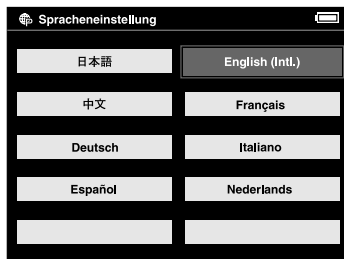 Spracheneinstellung
日本語
English (Intl.)
中文
Français
Deutsch
Italiano
Español
Nederlands